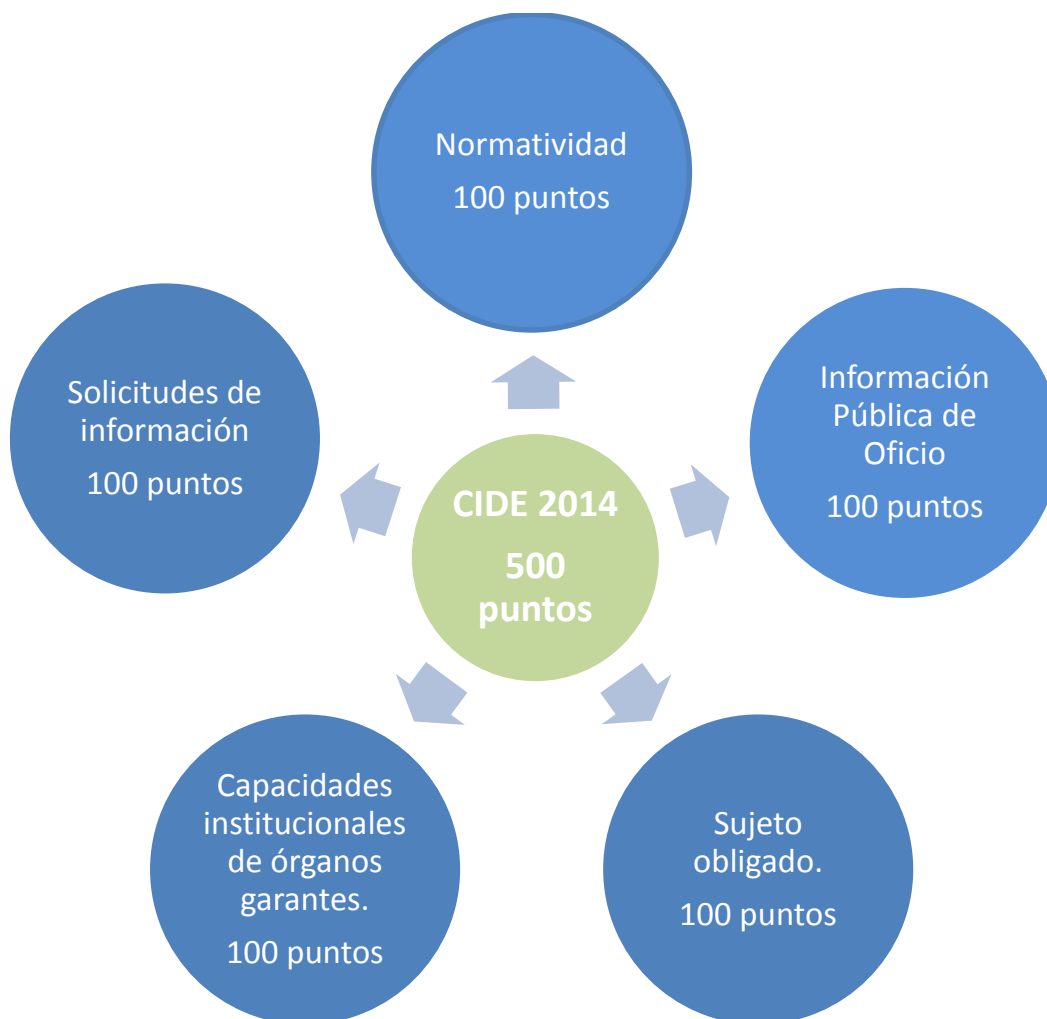 Normatividad
100 puntos
Información
Pública de
Oficio
100 puntos
Sujeto
obligado.
100 puntos
Capacidades
institucionales
de órganos
garantes.
100 puntos
Solicitudes de
información
100 puntos
CIDE 2014
500
puntos